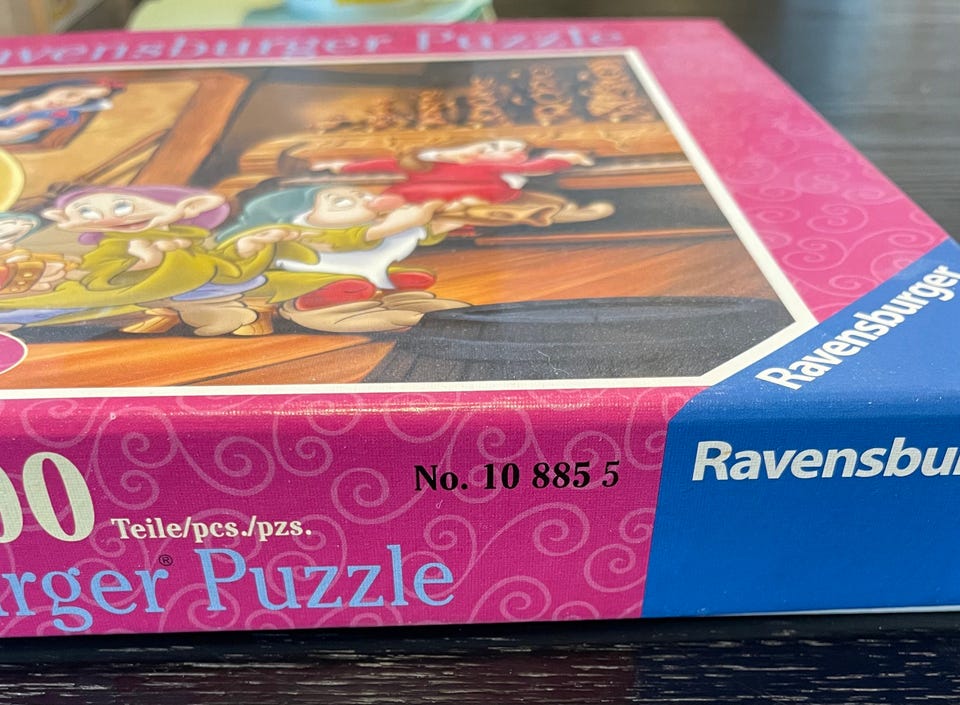 Ravensburger Puzzle
Ravensburger
Ravensbur
No. 10 885 5
00 Teile/pcs./pzs.
rger® Puzzle